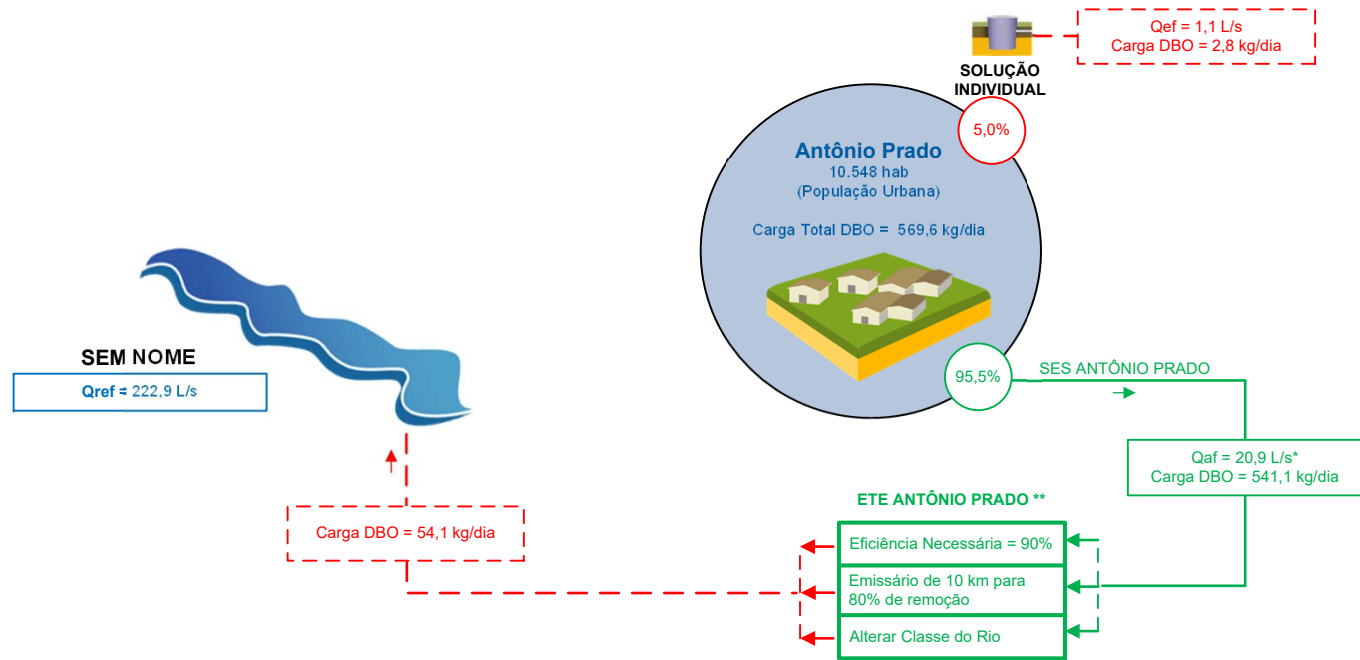 Qef = 1,1 L/s
Carga DBO = 2,8 kg/dia
SOLUÇÃO
INDIVIDUAL
5,0%
Antônio Prado
10.548 hab
(População Urbana)
Carga Total DBO = 569,6 kg/dia
SEM NOME
Qref = 222,9 L/s
95,5%
SES ANTÔNIO PRADO
Qaf = 20,9 L/s*
Carga DBO = 541,1 kg/dia
ETE ANTÔNIO PRADO **
Eficiência Necessária = 90%
Emissário de 10 km para
80% de remoção
Alterar Classe do Rio
Carga DBO = 54,1 kg/dia